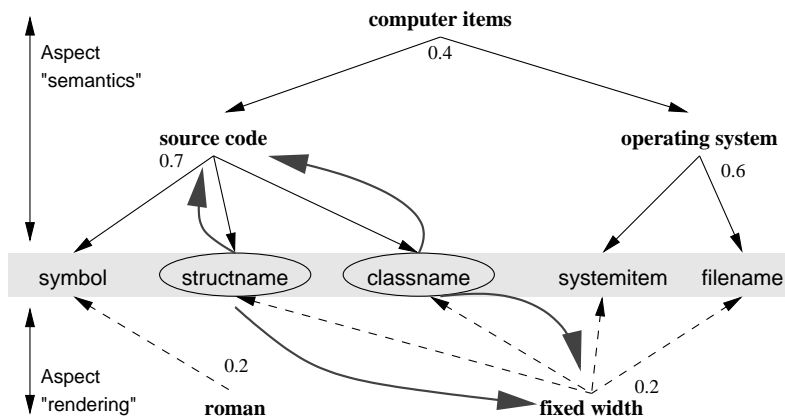 computer items
0.4
Aspect
"semantics"
source code
operating system
0.7
0.6
symbol structname classname systemitem filename
0.2
0.2
Aspect
"rendering"
roman
fixed width